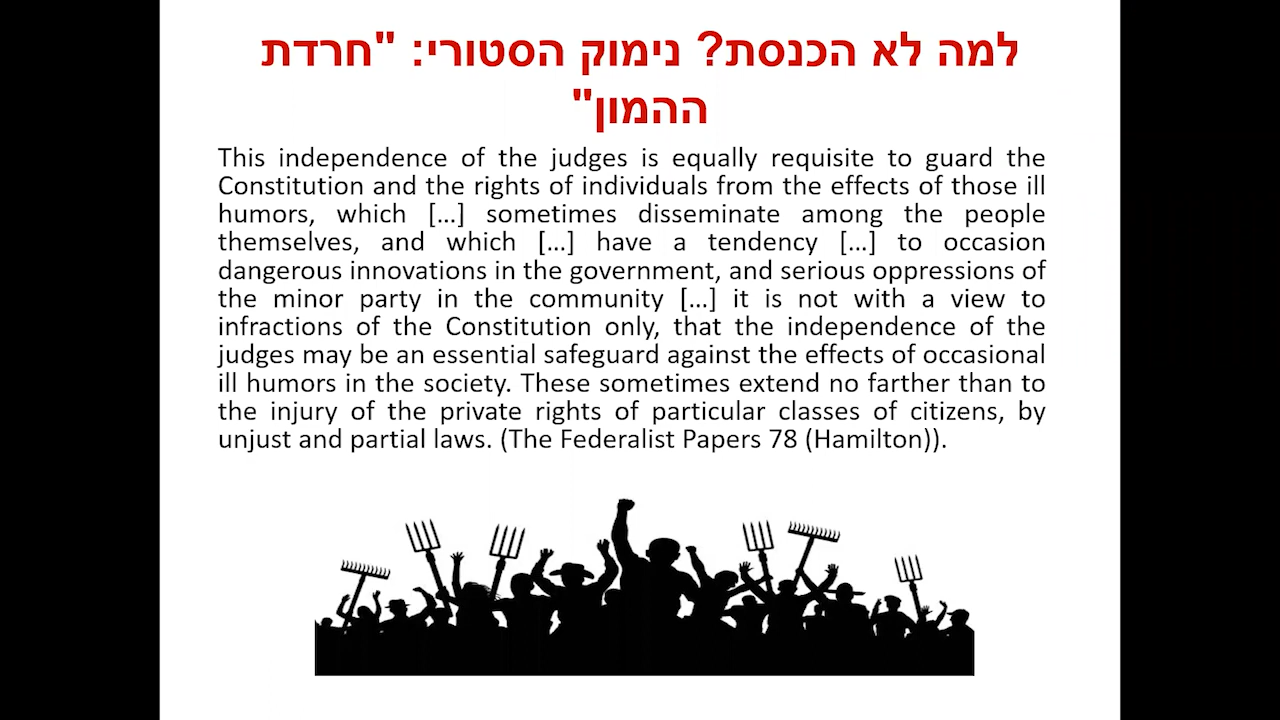 למה לא הכנסת? נימוק הסטורי: "חרדת
ההמון"
This independence of the judges is equally requisite to guard the
Constitution and the rights of individuals from the effects of those ill
humors, which [...] sometimes disseminate among the people
themselves, and which [...] have a tendency [...] to occasion
dangerous innovations in the government, and serious oppressions of
the minor party in the community [...] it is not with a view to
infractions of the Constitution only, that the independence of the
judges may be an essential safeguard against the effects of occasional
ill humors in the society. These sometimes extend no farther than to
the injury of the private rights of particular classes of citizens, by
unjust and partial laws. (The Federalist Papers 78 (Hamilton)).